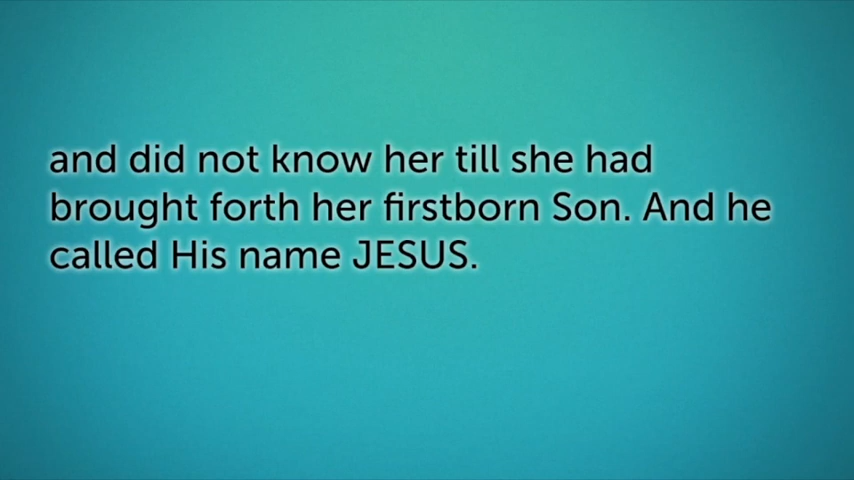 and did not know her till she had
brought forth her firstborn Son. And he
called His name JESUS.